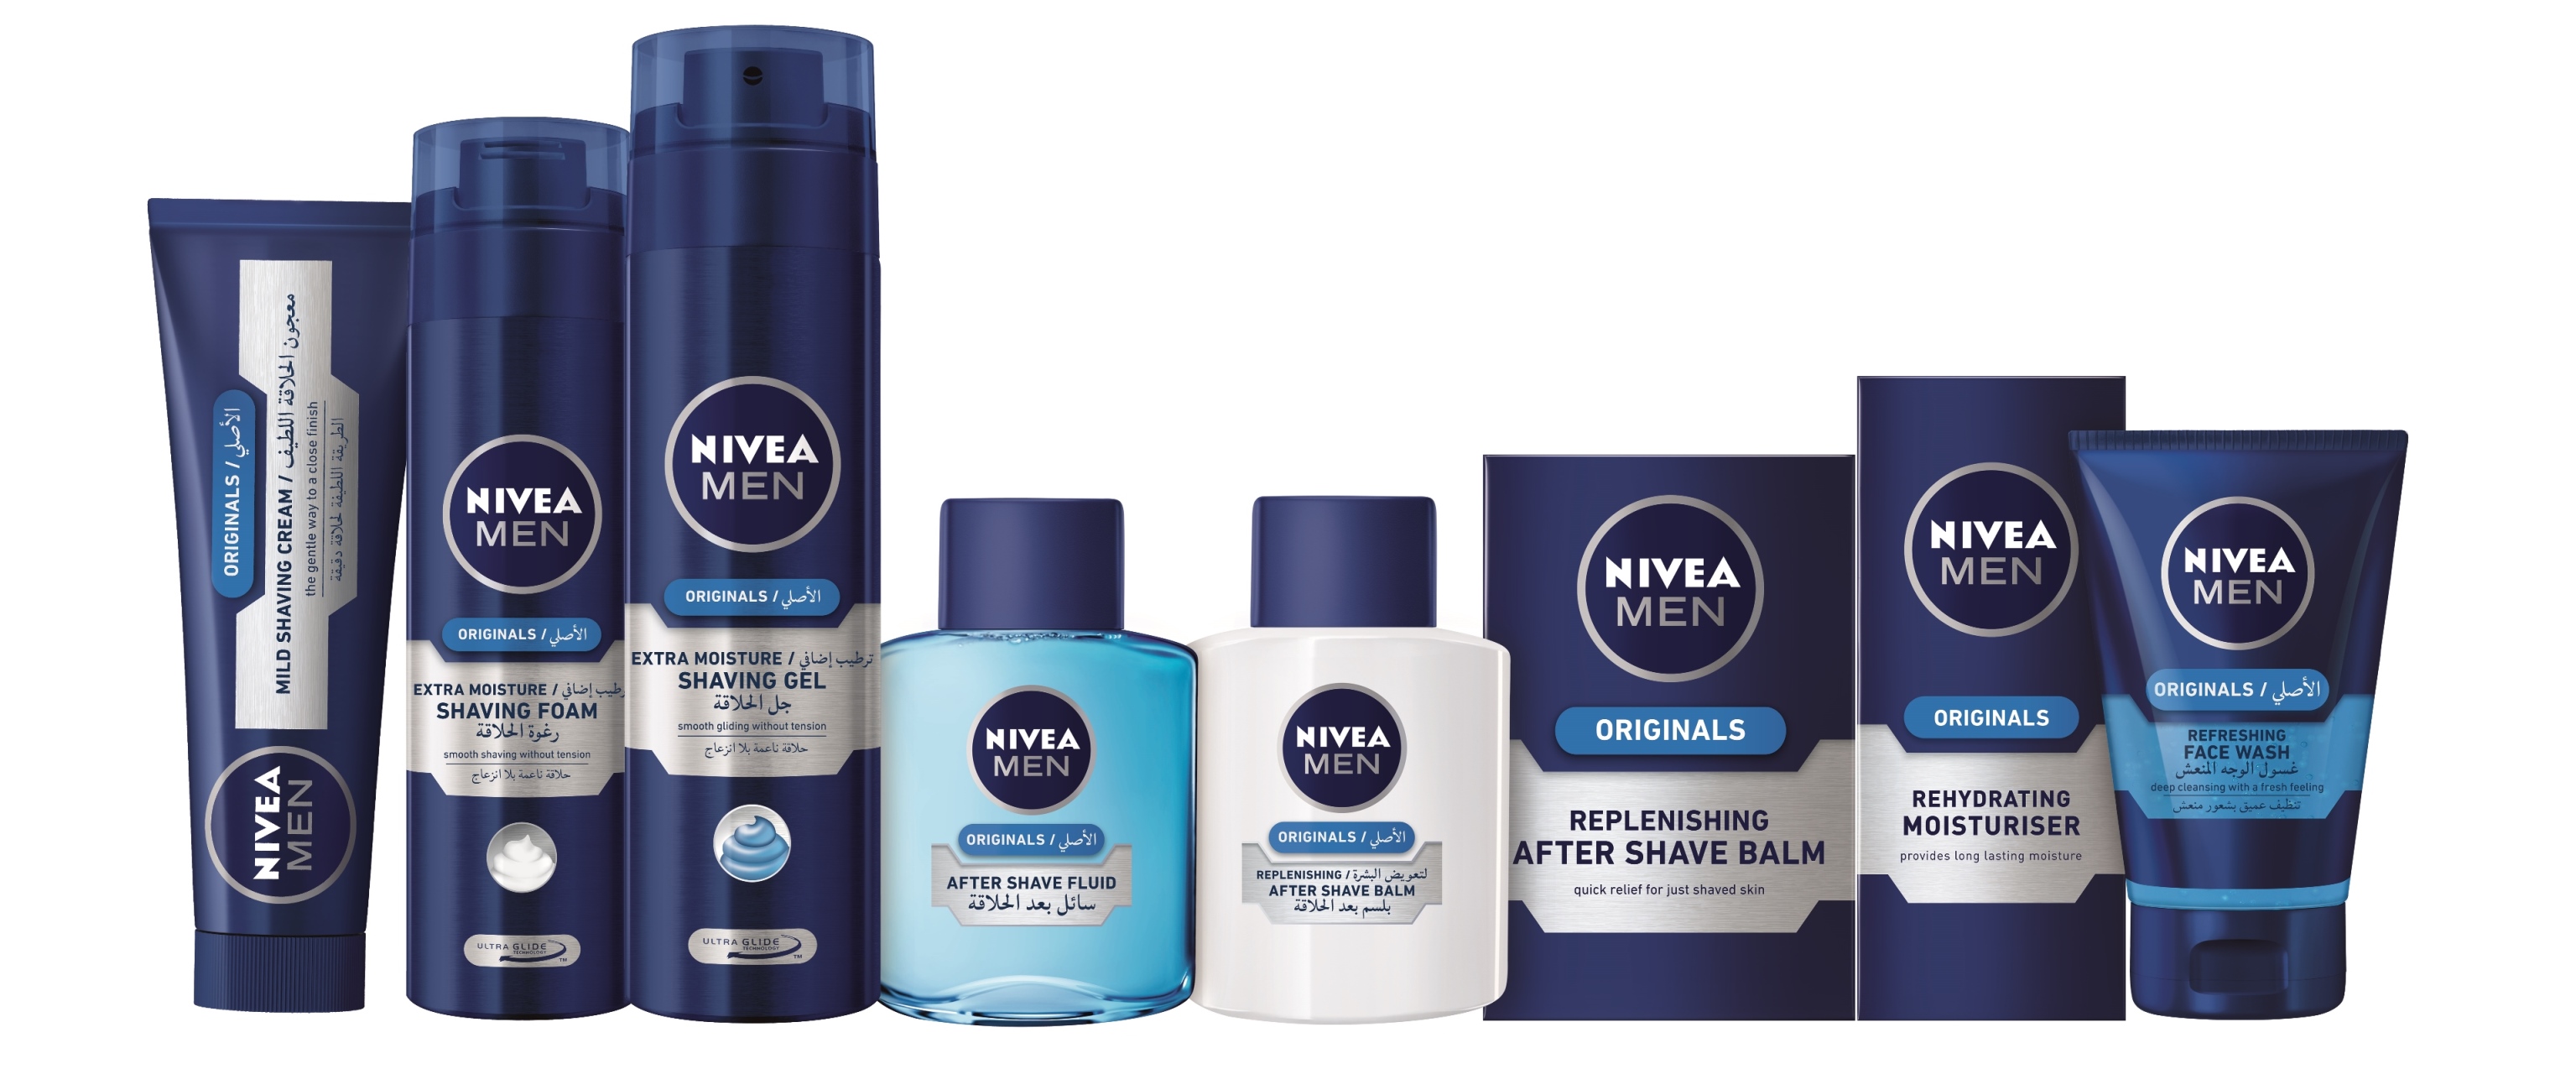 ORIGINALS / الأصلي
MILD SHAVING CREAM / معجون الحلاقة اللطيف
the gentle way to a close finish
الطريقة اللطيفة لحلاقة دقيقة
NIVEA
MEN
NIVEA
MEN
ORIGINALS / الأصلي
EXTRA MOISTURE / ترطيب إضافي
SHAVING FOAM
رغوة الحلاقة
smooth shaving without tension
حلاقة ناعمة بلا انزعاج
ULTRA GLIDE
TECHNOLOGY
TM
NIVEA
MEN
ORIGINALS / الأصلي
EXTRA MOISTURE / ترطيب إضافي
SHAVING GEL
جل الحلاقة
smooth gliding without tension
حلاقة ناعمة بلا انزعاج
ULTRA GLIDE
TECHNOLOGY
TM
NIVEA
MEN
ORIGINALS / الأصلي
AFTER SHAVE FLUID
سائل بعد الحلاقة
NIVEA
MEN
ORIGINALS / الأصلي
REPLENISHING / لتعويض البشرة
AFTER SHAVE BALM
بلسم بعد الحلاقة
NIVEA
MEN
ORIGINALS
REPLENISHING
AFTER SHAVE BALM
quick relief for just shaved skin
NIVEA
MEN
ORIGINALS
REHYDRATING
MOISTURISER
provides long lasting moisture
NIVEA
MEN
ORIGINALS / الأصلي
REFRESHING
FACE WASH
غسول الوجه المنعش
deep cleansing with a fresh feeling
تنظيف عميق بشعور منعش